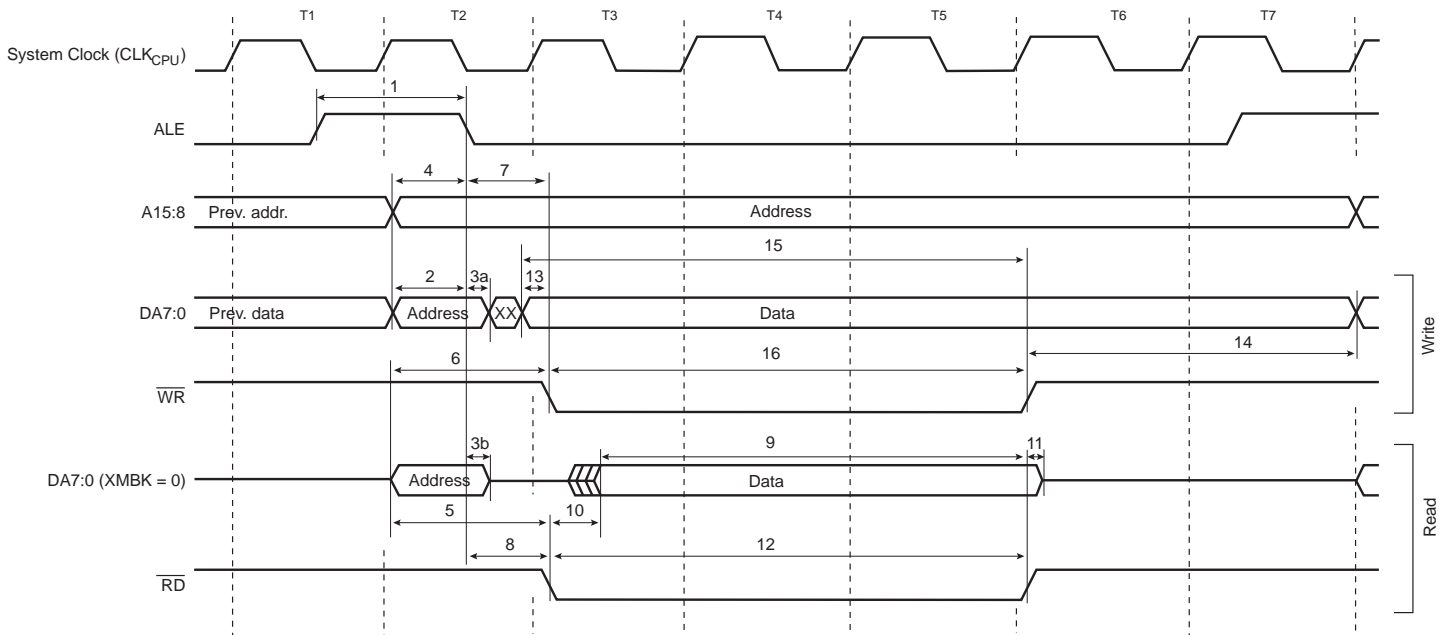 T1 T2 T3 T4 T5 T6 T7
System Clock (CLKCPU)
1
ALE
4 7
A15:8 Prev. addr. Address
15
2 3a 13
DA7:0 Prev. data Address XX Data
Write
6 16 14
WR
3b 9 11
DA7:0 (XMBK = 0) Address Data
Read
5 10
8 12
RD